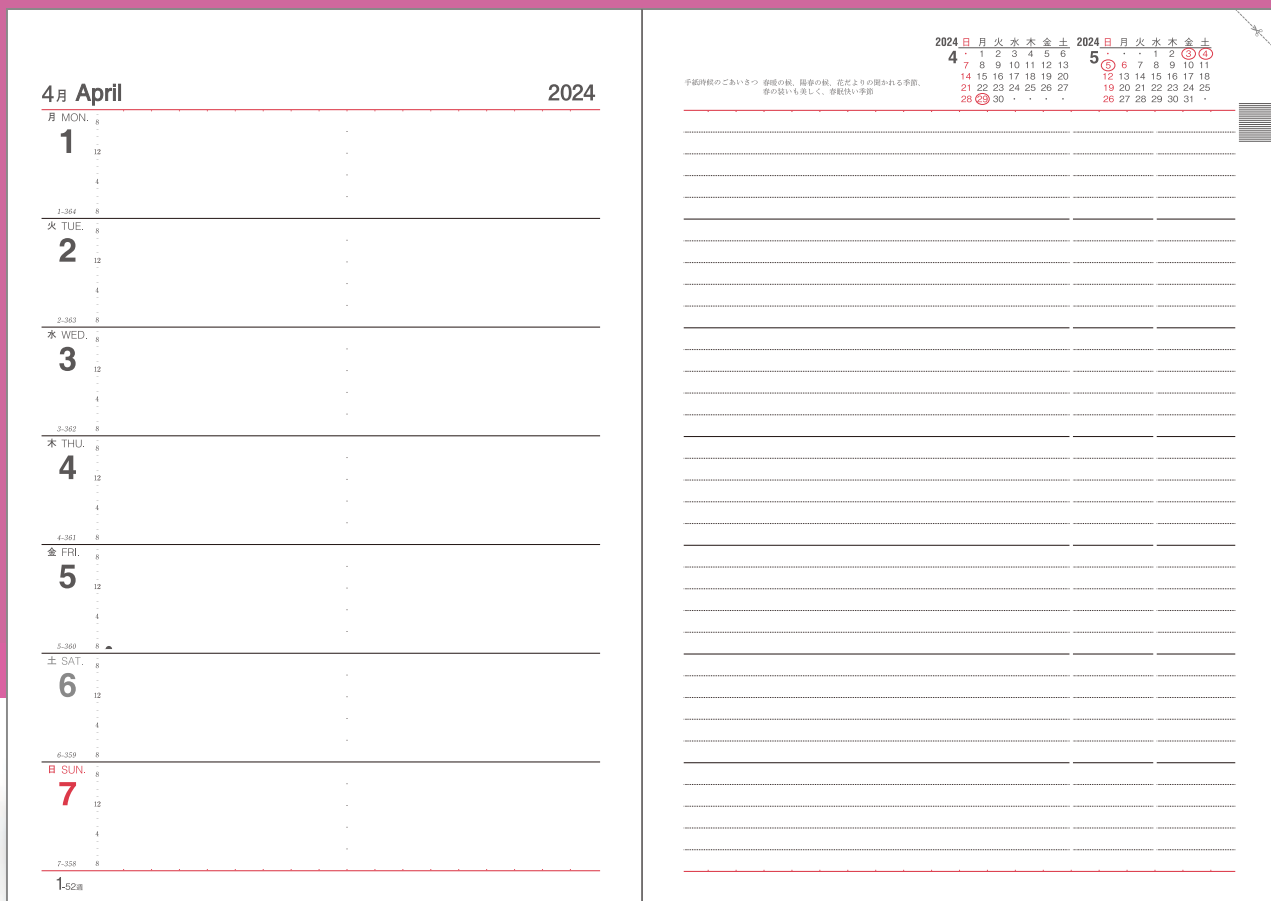 4月 April 2024
月 MON.
8
1
12
4
1-364 8
火 TUE.
8
2
12
4
2-363 8
水 WED.
8
3
12
4
3-362 8
木 THU.
8
4
12
4
4-361 8
金 FRI.
8
5
12
4
5-360 8
土 SAT.
8
6
12
4
6-359 8
日 SUN.
8
7
12
4
7-358 8
1-52週
手紙時候のごあいさつ 春暖の候、陽春の候、花だよりの聞かれる季節、
春の装いも美しく、春眠快い季節
2024 日 月 火 水 木 金 土
4 ・ 1 2 3 4 5 6
7 8 9 10 11 12 13
14 15 16 17 18 19 20
21 22 23 24 25 26 27
28 29 30 ・ ・ ・ ・
2024 日 月 火 水 木 金 土
5 ・ ・ ・ 1 2 3 4
5 6 7 8 9 10 11
12 13 14 15 16 17 18
19 20 21 22 23 24 25
26 27 28 29 30 31 ・